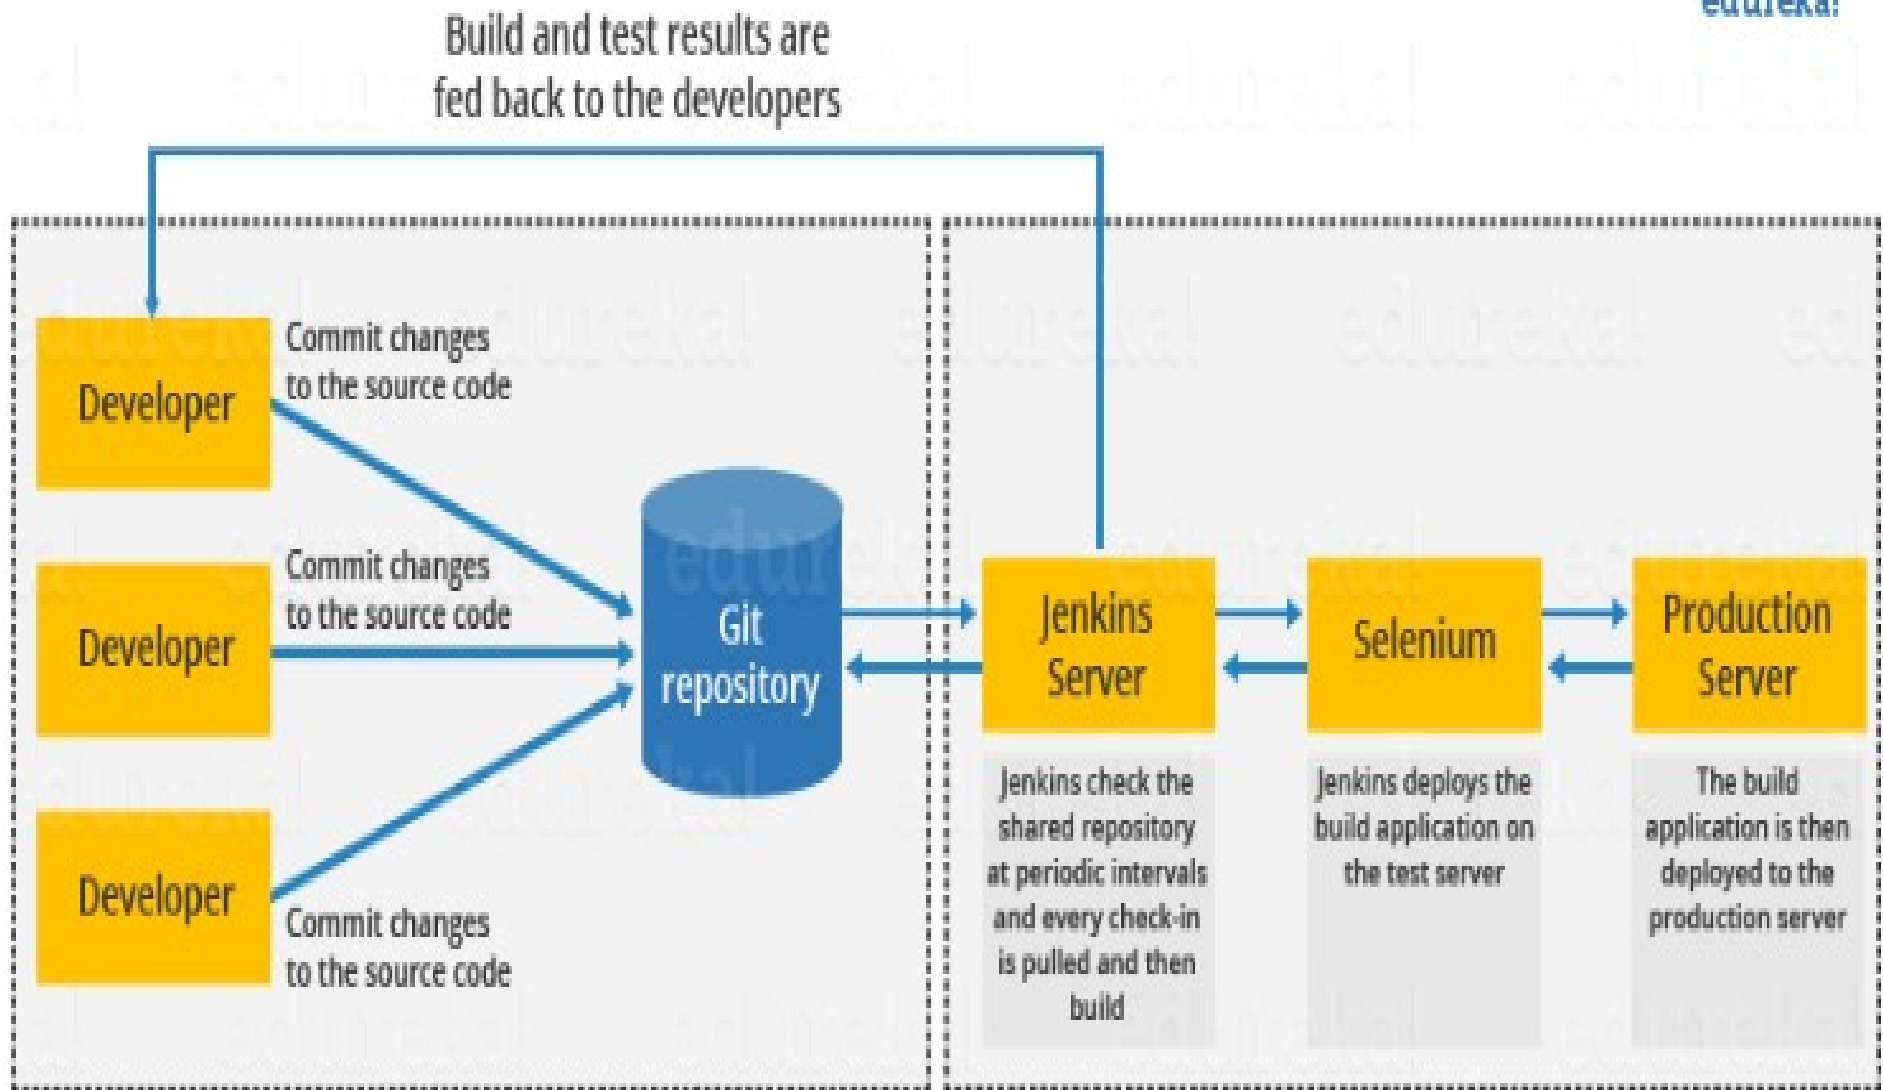 edureka!
Build and test results are
fed back to the developers
Developer
Commit changes
to the source code
Developer
Commit changes
to the source code
Developer
Commit changes
to the source code
Git
repository
Jenkins
Server
Selenium
Production
Server
Jenkins check the
shared repository
at periodic intervals
and every check-in
is pulled and then
build
Jenkins deploys the
build application on
the test server
The build
application is then
deployed to the
production server